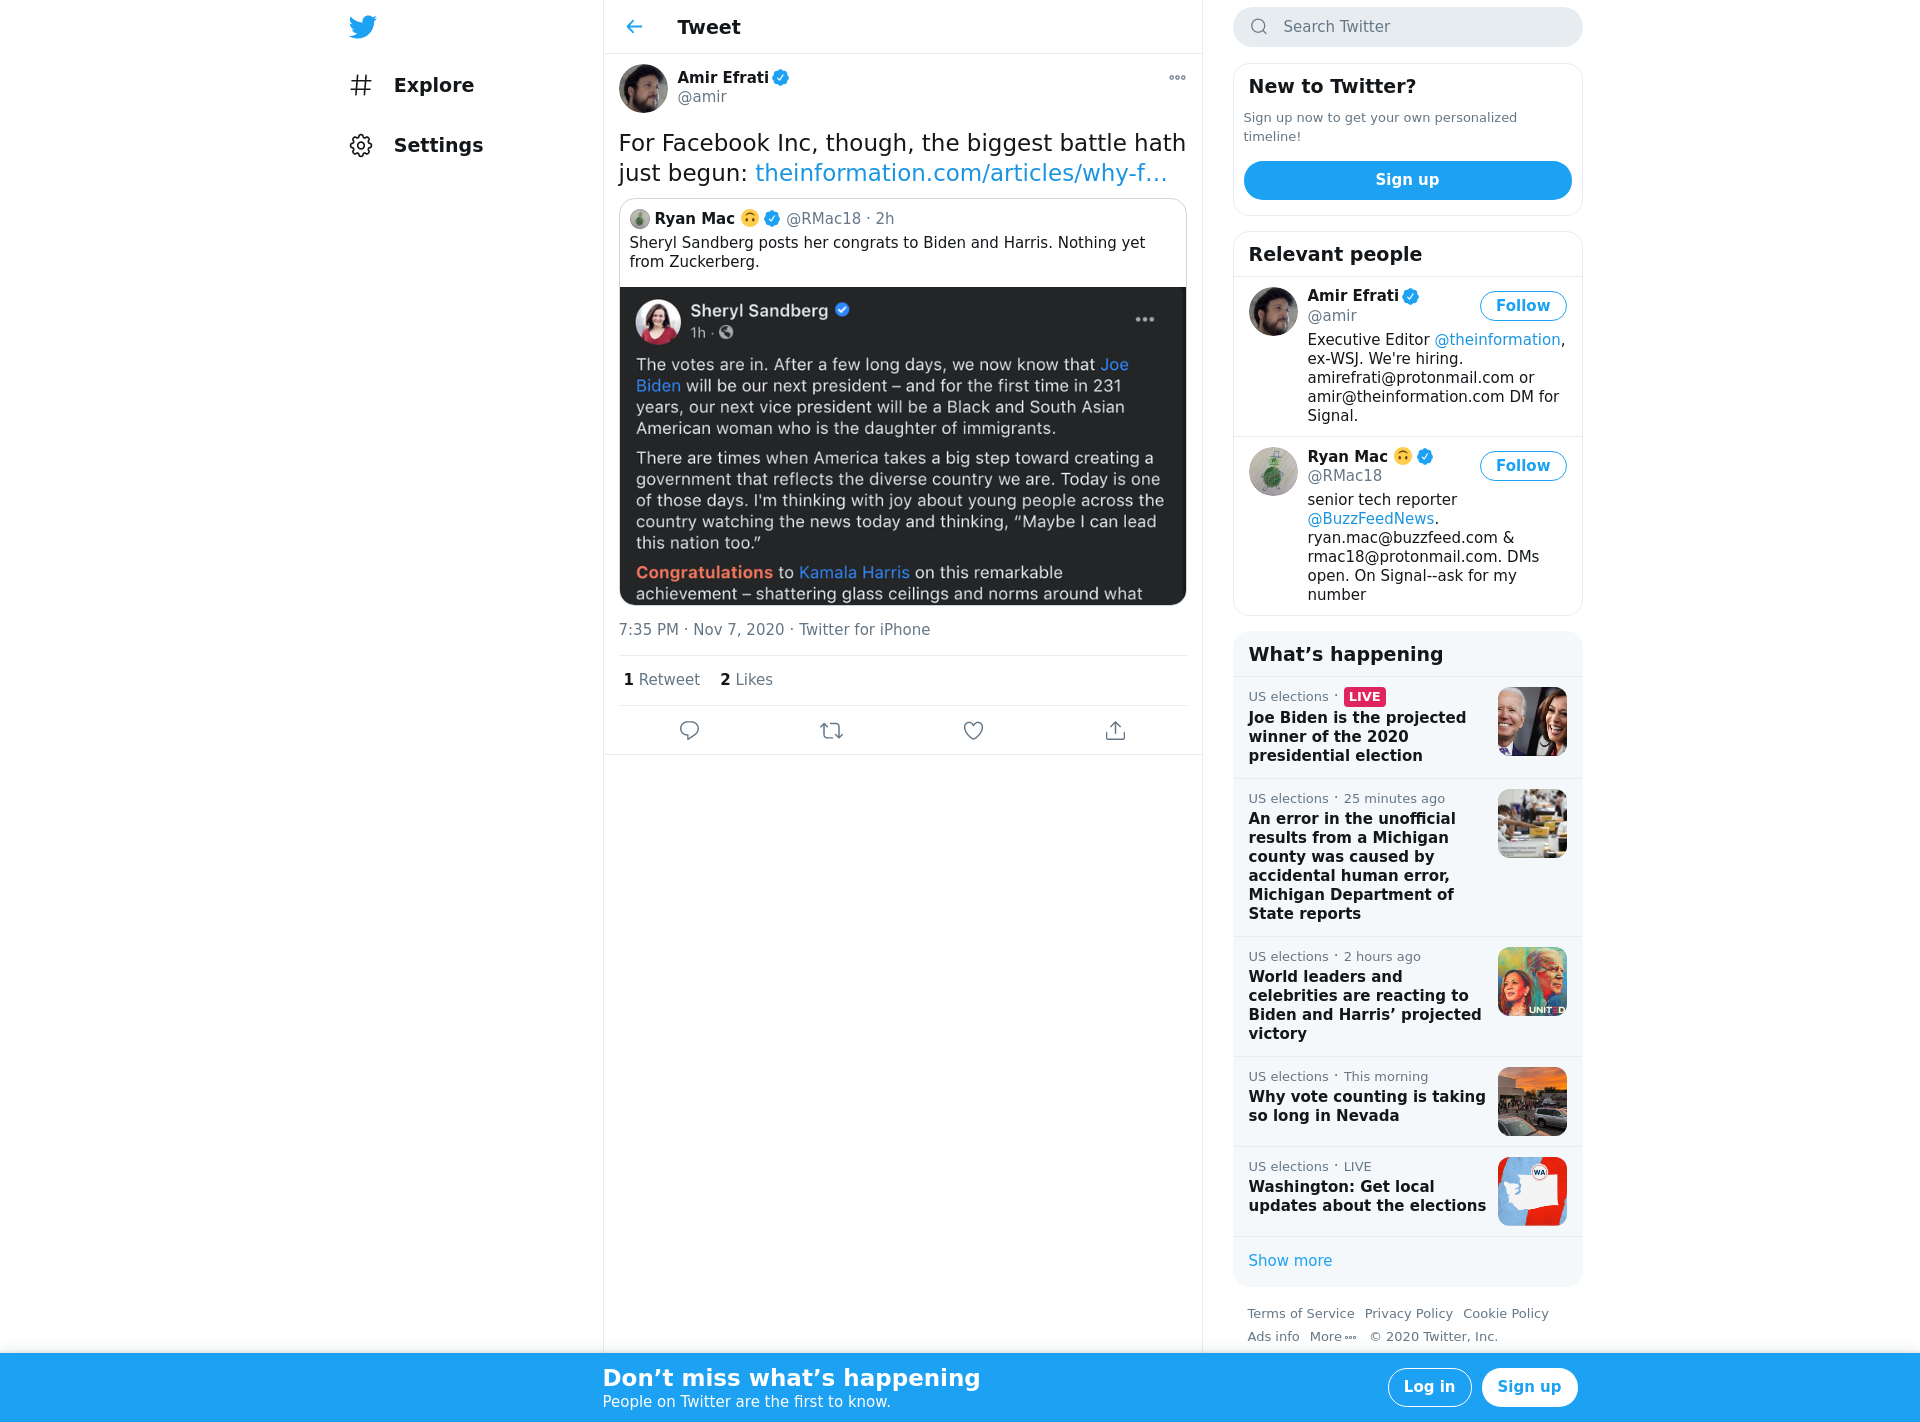 Explore
Settings
Tweet
Amir Efrati
@amir
For Facebook Inc, though, the biggest battle hath
just begun: theinformation.com/articles/why-f…
Ryan Mac 🙃 @RMac18 · 2h
Sheryl Sandberg posts her congrats to Biden and Harris. Nothing yet
from Zuckerberg.
Sheryl Sandberg
1h ·
The votes are in. After a few long days, we now know that Joe
Biden will be our next president – and for the first time in 231
years, our next vice president will be a Black and South Asian
American woman who is the daughter of immigrants.
There are times when America takes a big step toward creating a
government that reflects the diverse country we are. Today is one
of those days. I'm thinking with joy about young people across the
country watching the news today and thinking, “Maybe I can lead
this nation too.”
Congratulations to Kamala Harris on this remarkable
achievement – shattering glass ceilings and norms around what
7:35 PM · Nov 7, 2020 · Twitter for iPhone
1 Retweet 2 Likes
Search Twitter
New to Twitter?
Sign up now to get your own personalized
timeline!
Sign up
Relevant people
Amir Efrati
@amir
Follow
Executive Editor @theinformation,
ex-WSJ. We're hiring.
amirefrati@protonmail.com or
amir@theinformation.com DM for
Signal.
Ryan Mac 🙃
@RMac18
Follow
senior tech reporter
@BuzzFeedNews.
ryan.mac@buzzfeed.com &
rmac18@protonmail.com. DMs
open. On Signal--ask for my
number
What’s happening
US elections · LIVE
Joe Biden is the projected
winner of the 2020
presidential election
US elections · 25 minutes ago
An error in the unofficial
results from a Michigan
county was caused by
accidental human error,
Michigan Department of
State reports
US elections · 2 hours ago
World leaders and
celebrities are reacting to
Biden and Harris’ projected
victory
UNITED
US elections · This morning
Why vote counting is taking
so long in Nevada
US elections · LIVE
Washington: Get local
updates about the elections
WA
Show more
Terms of Service Privacy Policy Cookie Policy
Ads info More © 2020 Twitter, Inc.
Don’t miss what’s happening
People on Twitter are the first to know.
Log in
Sign up